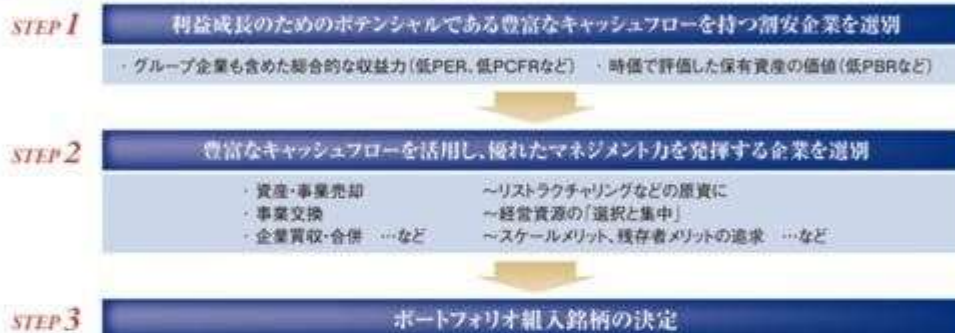 STEP 1 利益成長のためのポテンシャルである豊富なキャッシュフローを持つ割安企業を選別
・グループ企業も含めた総合的な収益力(低PER、低PCFRなど) ・時価で評価した保有資産の価値(低PBRなど)
STEP 2 豊富なキャッシュフローを活用し、優れたマネジメント力を発揮する企業を選別
・資産・事業売却 ～リストラクチャリングなどの原資に
・事業交換 ～経営資源の「選択と集中」
・企業買収・合併 …など ～スケールメリット、残存者メリットの追求 …など
STEP 3 ポートフォリオ組入銘柄の決定